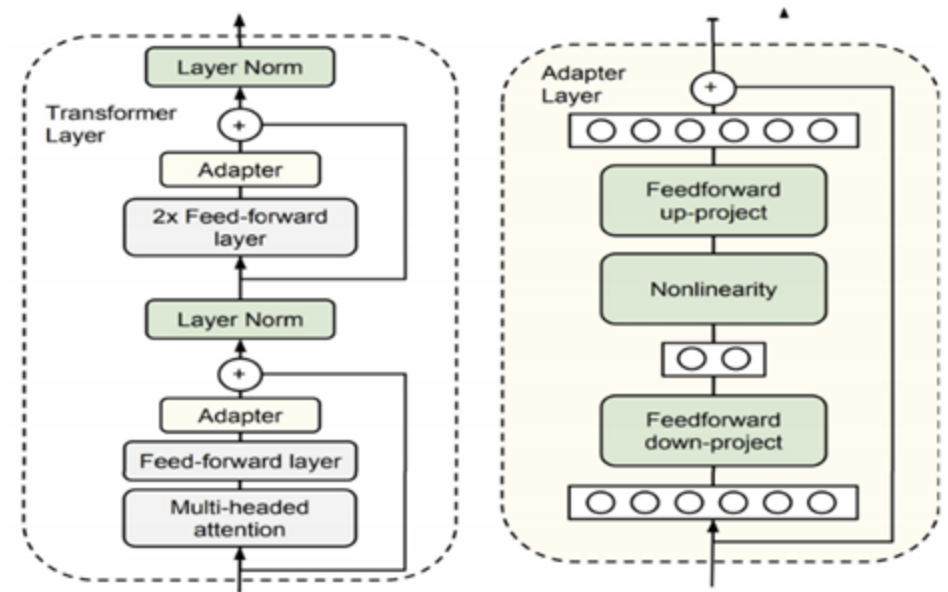 Layer Norm
Transformer
Layer
+
Adapter
2x Feed-forward
layer
Layer Norm
+
Adapter
Feed-forward layer
Multi-headed
attention
Adapter
Layer
+
Feedforward
up-project
Nonlinearity
Feedforward
down-project